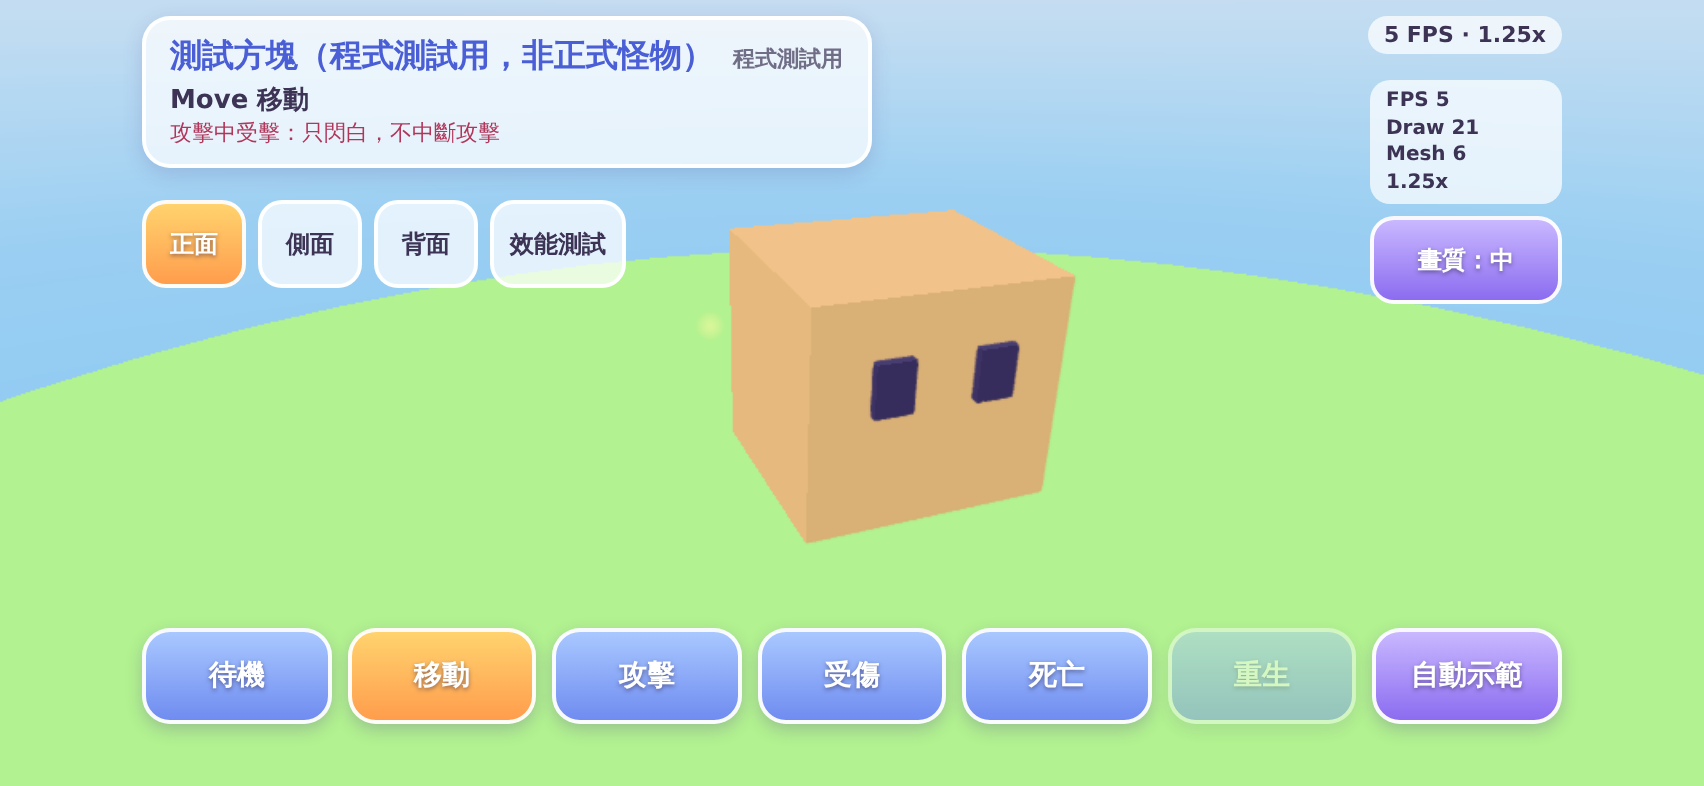 測試方塊（程式測試用，非正式怪物） 程式測試用
Move 移動
攻擊中受擊：只閃白，不中斷攻擊
5 FPS · 1.25x
FPS 5
Draw 21
Mesh 6
1.25x
正面 側面 背面 效能測試
畫質：中
待機 移動 攻擊 受傷 死亡 重生 自動示範